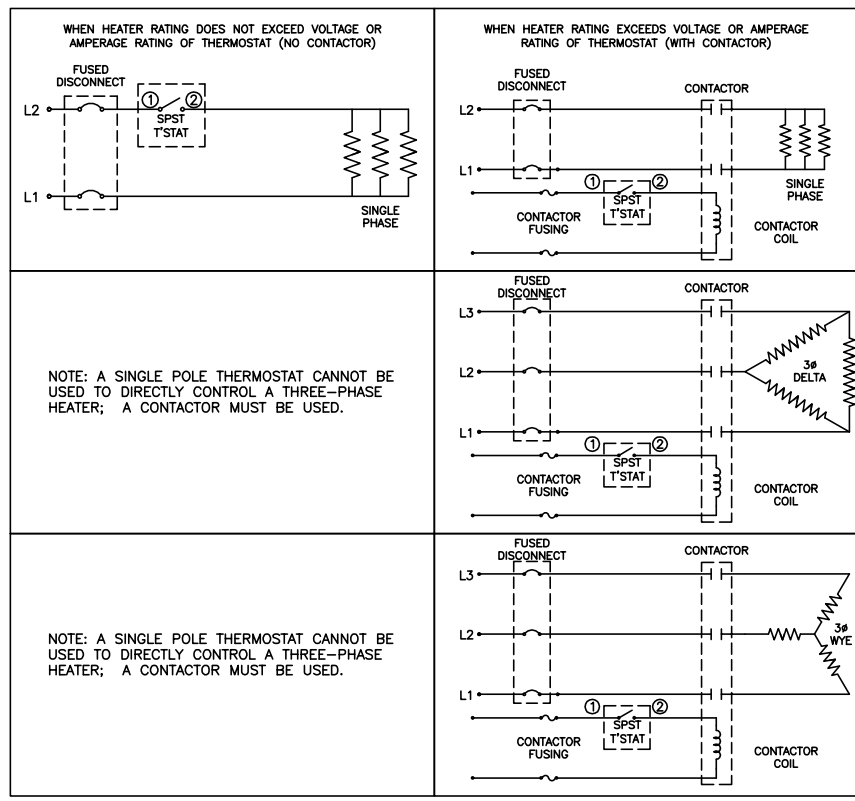 WHEN HEATER RATING DOES NOT EXCEED VOLTAGE OR
AMPERAGE RATING OF THERMOSTAT (NO CONTACTOR)
FUSED
DISCONNECT
① ②
L2
SPST
T'STAT
L1
SINGLE
PHASE
WHEN HEATER RATING EXCEEDS VOLTAGE OR AMPERAGE
RATING OF THERMOSTAT (WITH CONTACTOR)
FUSED
DISCONNECT
CONTACTOR
L2
L1
① ②
SPST
T'STAT
SINGLE
PHASE
CONTACTOR
FUSING
CONTACTOR
COIL
NOTE: A SINGLE POLE THERMOSTAT CANNOT BE
USED TO DIRECTLY CONTROL A THREE-PHASE
HEATER; A CONTACTOR MUST BE USED.
FUSED
DISCONNECT
CONTACTOR
L3
L2
3ø
DELTA
L1
① ②
SPST
T'STAT
CONTACTOR
FUSING
CONTACTOR
COIL
NOTE: A SINGLE POLE THERMOSTAT CANNOT BE
USED TO DIRECTLY CONTROL A THREE-PHASE
HEATER; A CONTACTOR MUST BE USED.
FUSED
DISCONNECT
CONTACTOR
L3
L2
3ø
WYE
L1
① ②
SPST
T'STAT
CONTACTOR
FUSING
CONTACTOR
COIL